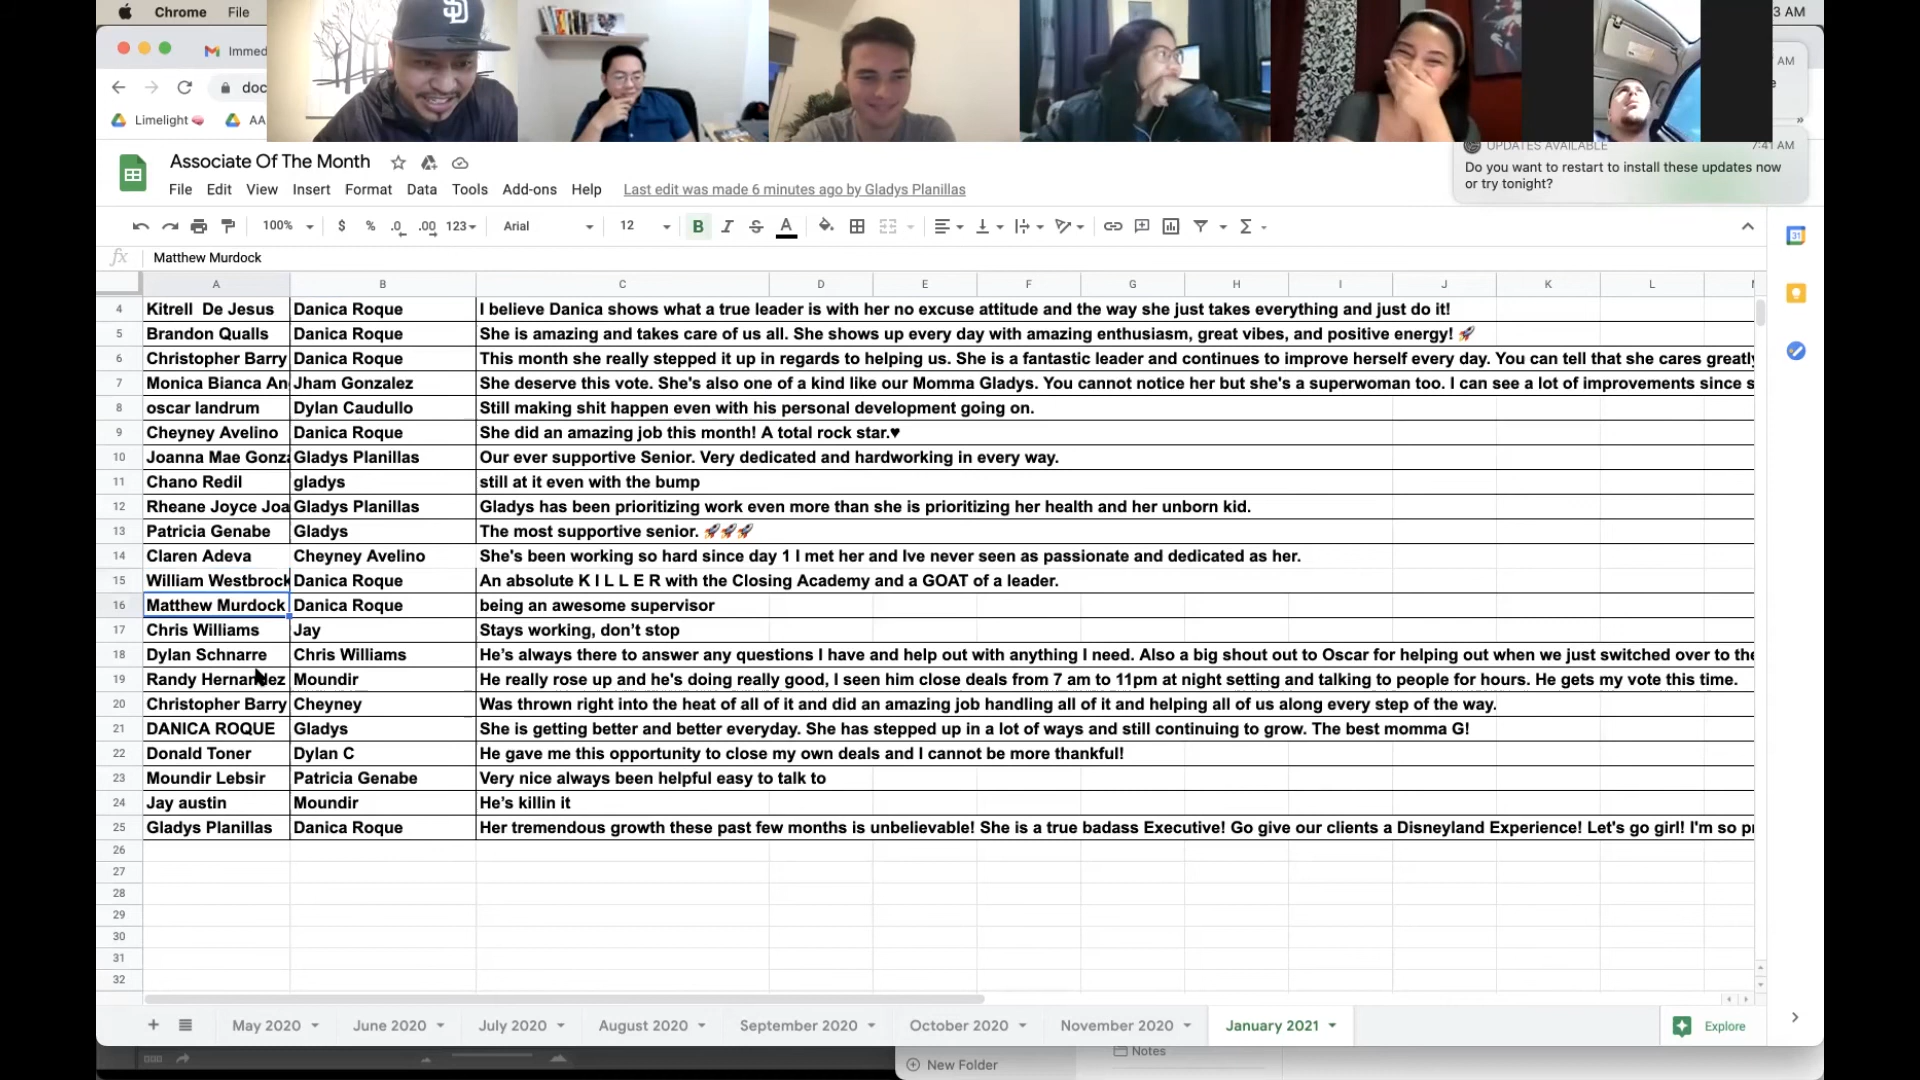 Chrome File
3 AM
Immed
AM
doc
Limelight AA
Associate Of The Month
UPDATES AVAILABLE 7:41 AM
Do you want to restart to install these updates now
or try tonight?
File Edit View Insert Format Data Tools Add-ons Help Last edit was made 6 minutes ago by Gladys Planillas
100% $ % .0 .00 123 Arial 12 B I S A
fx Matthew Murdock
A B C D E F G H I J K L
4 Kitrell De Jesus Danica Roque I believe Danica shows what a true leader is with her no excuse attitude and the way she just takes everything and just do it!
5 Brandon Qualls Danica Roque She is amazing and takes care of us all. She shows up every day with amazing enthusiasm, great vibes, and positive energy! 🚀
6 Christopher Barry Danica Roque This month she really stepped it up in regards to helping us. She is a fantastic leader and continues to improve herself every day. You can tell that she cares greatly
7 Monica Bianca An Jham Gonzalez She deserve this vote. She's also one of a kind like our Momma Gladys. You cannot notice her but she's a superwoman too. I can see a lot of improvements since s
8 oscar landrum Dylan Caudullo Still making shit happen even with his personal development going on.
9 Cheyney Avelino Danica Roque She did an amazing job this month! A total rock star.♥
10 Joanna Mae Gonza Gladys Planillas Our ever supportive Senior. Very dedicated and hardworking in every way.
11 Chano Redil gladys still at it even with the bump
12 Rheane Joyce Joa Gladys Planillas Gladys has been prioritizing work even more than she is prioritizing her health and her unborn kid.
13 Patricia Genabe Gladys The most supportive senior. 🚀🚀🚀
14 Claren Adeva Cheyney Avelino She's been working so hard since day 1 I met her and Ive never seen as passionate and dedicated as her.
15 William Westbrock Danica Roque An absolute K I L L E R with the Closing Academy and a GOAT of a leader.
16 Matthew Murdock Danica Roque being an awesome supervisor
17 Chris Williams Jay Stays working, don’t stop
18 Dylan Schnarre Chris Williams He’s always there to answer any questions I have and help out with anything I need. Also a big shout out to Oscar for helping out when we just switched over to the
19 Randy Hernandez Moundir He really rose up and he's doing really good, I seen him close deals from 7 am to 11pm at night setting and talking to people for hours. He gets my vote this time.
20 Christopher Barry Cheyney Was thrown right into the heat of all of it and did an amazing job handling all of it and helping all of us along every step of the way.
21 DANICA ROQUE Gladys She is getting better and better everyday. She has stepped up in a lot of ways and still continuing to grow. The best momma G!
22 Donald Toner Dylan C He gave me this opportunity to close my own deals and I cannot be more thankful!
23 Moundir Lebsir Patricia Genabe Very nice always been helpful easy to talk to
24 Jay austin Moundir He’s killin it
25 Gladys Planillas Danica Roque Her tremendous growth these past few months is unbelievable! She is a true badass Executive! Go give our clients a Disneyland Experience! Let's go girl! I'm so pr
26
27
28
29
30
31
32
May 2020 June 2020 July 2020 August 2020 September 2020 October 2020 November 2020 January 2021 Explore
Notes
New Folder